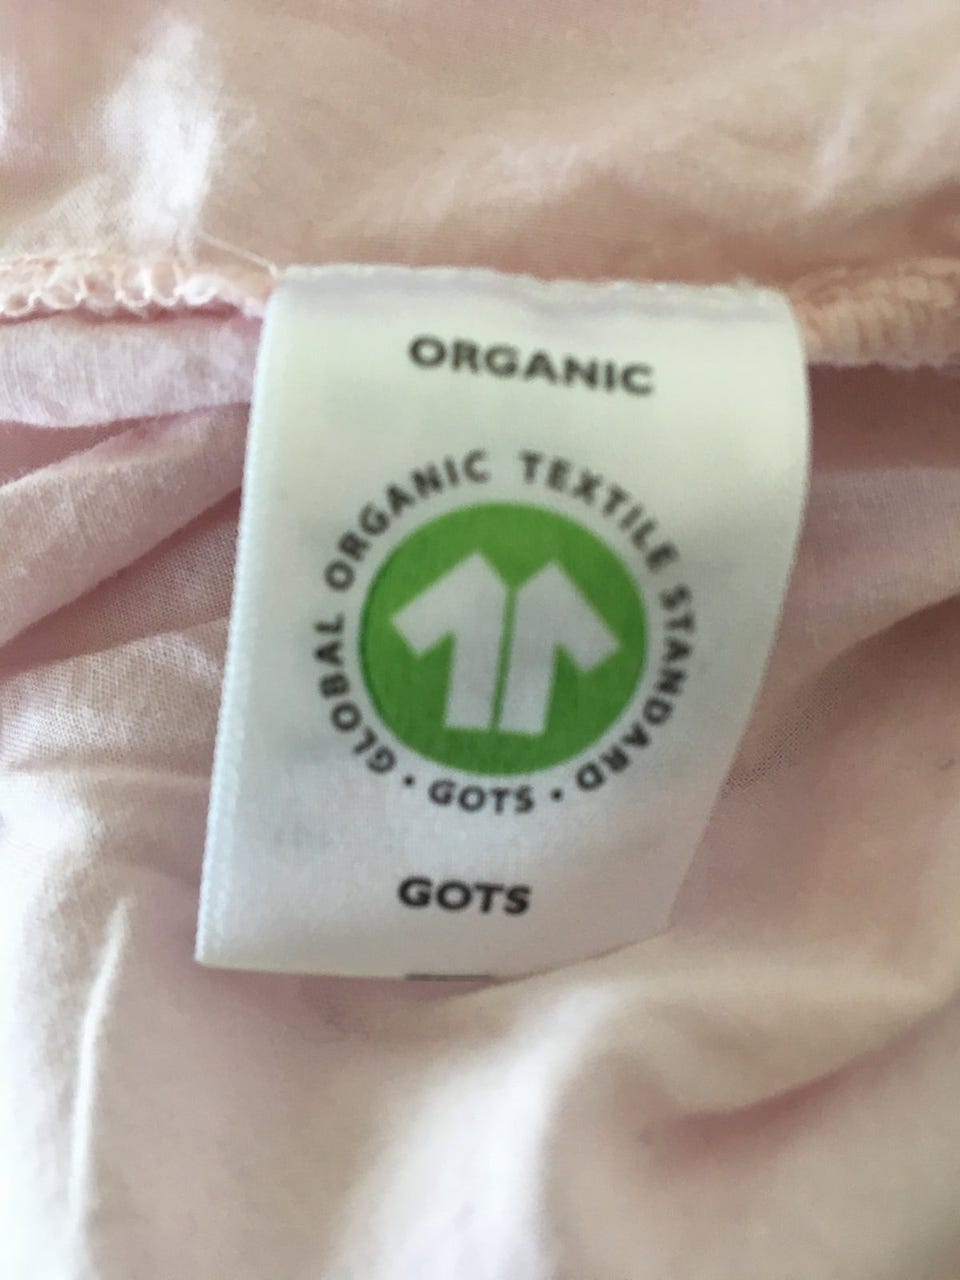 ORGANIC
GLOBAL ORGANIC TEXTILE STANDARD
• GOTS •
GOTS